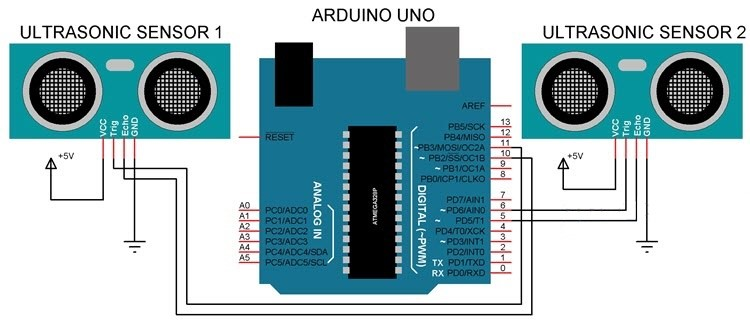 ARDUINO UNO
ULTRASONIC SENSOR 1
ULTRASONIC SENSOR 2
VCC
Trig
Echo
GND
+5V
RESET
A0 PC0/ADC0
A1 PC1/ADC1
A2 PC2/ADC2
A3 PC3/ADC3
A4 PC4/ADC4/SDA
A5 PC5/ADC5/SCL
ANALOG IN
ATMEGA328P
DIGITAL (~PWM)
AREF
PB5/SCK 13
PB4/MISO 12
~ PB3/MOSI/OC2A 11
~ PB2/SS/OC1B 10
~ PB1/OC1A 9
PB0/ICP1/CLKO 8
PD7/AIN1 7
~ PD6/AIN0 6
~ PD5/T1 5
PD4/T0/XCK 4
~ PD3/INT1 3
PD2/INT0 2
TX PD1/TXD 1
RX PD0/RXD 0
VCC
Trig
Echo
GND
+5V